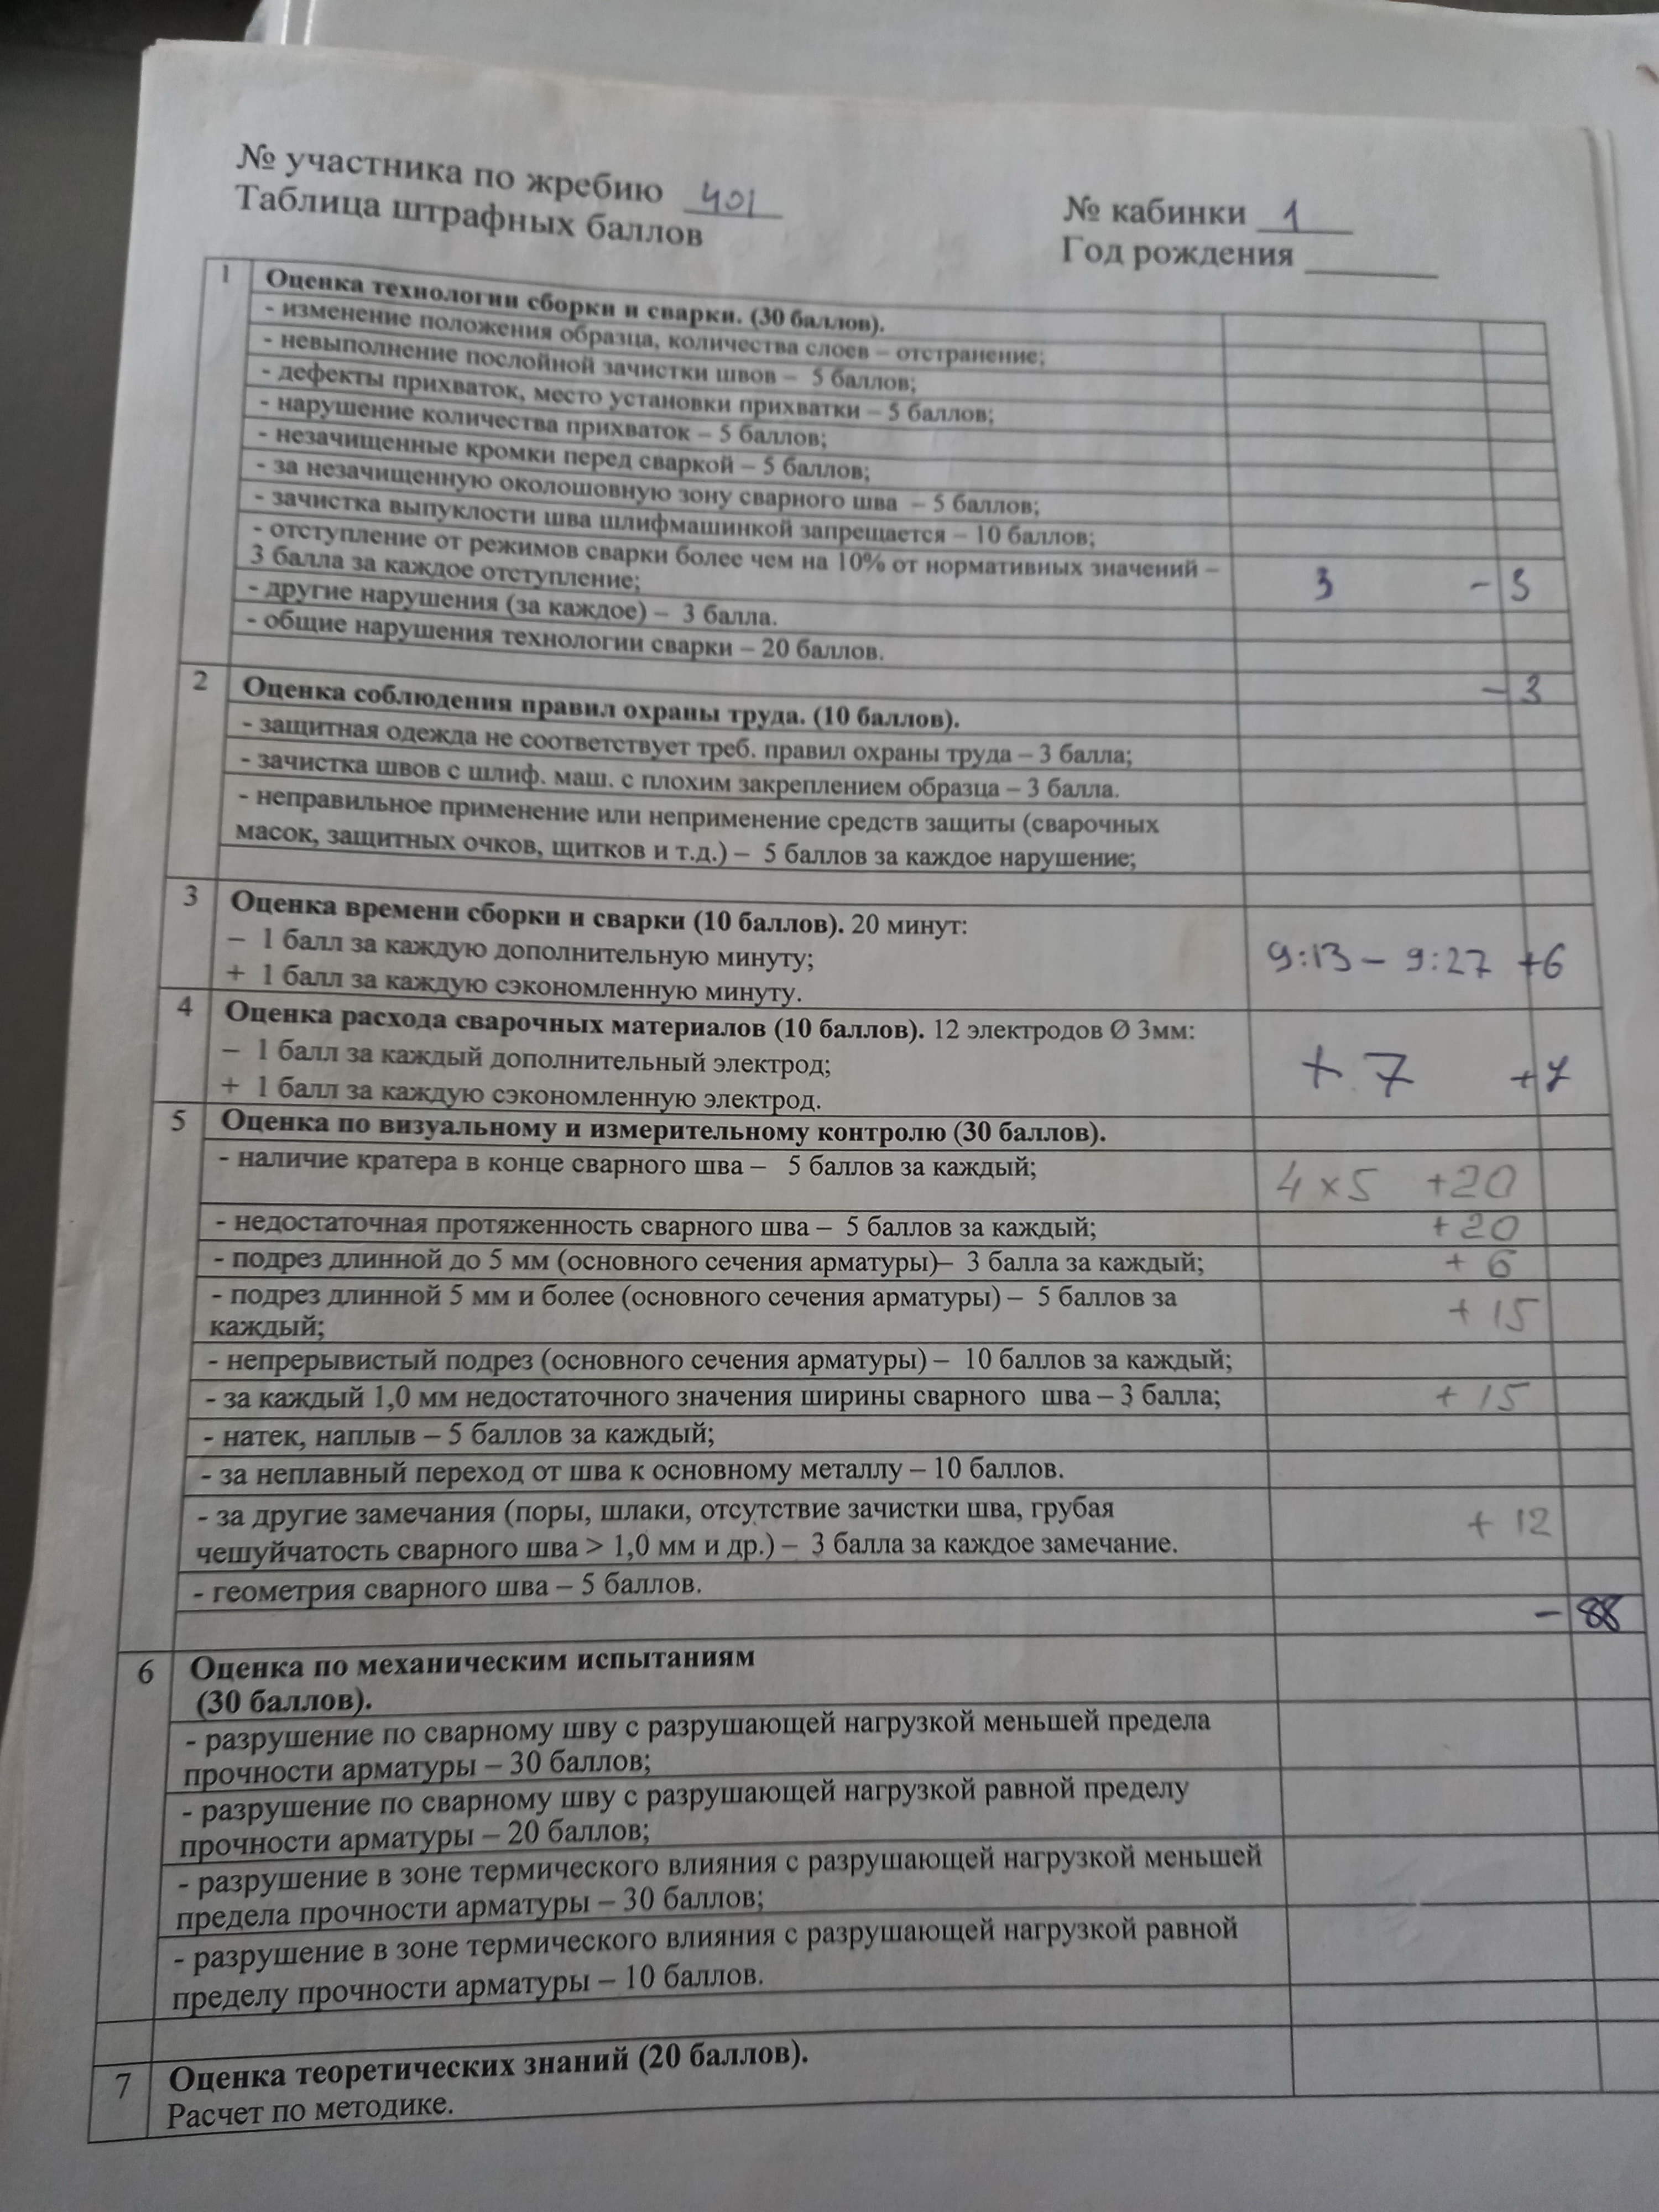 № участника по жребию 401
Таблица штрафных баллов
№ кабинки 1
Год рождения
1 Оценка технологии сборки и сварки. (30 баллов).
- изменение положения образца, количества слоев – отстранение;
- невыполнение послойной зачистки швов – 5 баллов;
- дефекты прихваток, место установки прихватки – 5 баллов;
- нарушение количества прихваток – 5 баллов;
- незачищенные кромки перед сваркой – 5 баллов;
- за незачищенную околошовную зону сварного шва – 5 баллов;
- зачистка выпуклости шва шлифмашинкой запрещается – 10 баллов;
- отступление от режимов сварки более чем на 10% от нормативных значений –
3 балла за каждое отступление; 3 - 3
- другие нарушения (за каждое) – 3 балла.
- общие нарушения технологии сварки – 20 баллов.
- 3
2 Оценка соблюдения правил охраны труда. (10 баллов).
- защитная одежда не соответствует треб. правил охраны труда – 3 балла;
- зачистка швов с шлиф. маш. с плохим закреплением образца – 3 балла.
- неправильное применение или неприменение средств защиты (сварочных
масок, защитных очков, щитков и т.д.) – 5 баллов за каждое нарушение;
3 Оценка времени сборки и сварки (10 баллов). 20 минут:
– 1 балл за каждую дополнительную минуту; 9:13 – 9:27 +6
+ 1 балл за каждую сэкономленную минуту.
4 Оценка расхода сварочных материалов (10 баллов). 12 электродов Ø 3мм:
– 1 балл за каждый дополнительный электрод; + 7 +7
+ 1 балл за каждую сэкономленную электрод.
5 Оценка по визуальному и измерительному контролю (30 баллов).
- наличие кратера в конце сварного шва – 5 баллов за каждый; 4 x 5 +20
- недостаточная протяженность сварного шва – 5 баллов за каждый; +20
- подрез длинной до 5 мм (основного сечения арматуры)– 3 балла за каждый; + 6
- подрез длинной 5 мм и более (основного сечения арматуры) – 5 баллов за
каждый; + 15
- непрерывистый подрез (основного сечения арматуры) – 10 баллов за каждый;
- за каждый 1,0 мм недостаточного значения ширины сварного шва – 3 балла; + 15
- натек, наплыв – 5 баллов за каждый;
- за неплавный переход от шва к основному металлу – 10 баллов.
- за другие замечания (поры, шлаки, отсутствие зачистки шва, грубая
чешуйчатость сварного шва > 1,0 мм и др.) – 3 балла за каждое замечание. + 12
- геометрия сварного шва – 5 баллов.
- 88
6 Оценка по механическим испытаниям
(30 баллов).
- разрушение по сварному шву с разрушающей нагрузкой меньшей предела
прочности арматуры – 30 баллов;
- разрушение по сварному шву с разрушающей нагрузкой равной пределу
прочности арматуры – 20 баллов;
- разрушение в зоне термического влияния с разрушающей нагрузкой меньшей
предела прочности арматуры – 30 баллов;
- разрушение в зоне термического влияния с разрушающей нагрузкой равной
пределу прочности арматуры – 10 баллов.
7 Оценка теоретических знаний (20 баллов).
Расчет по методике.